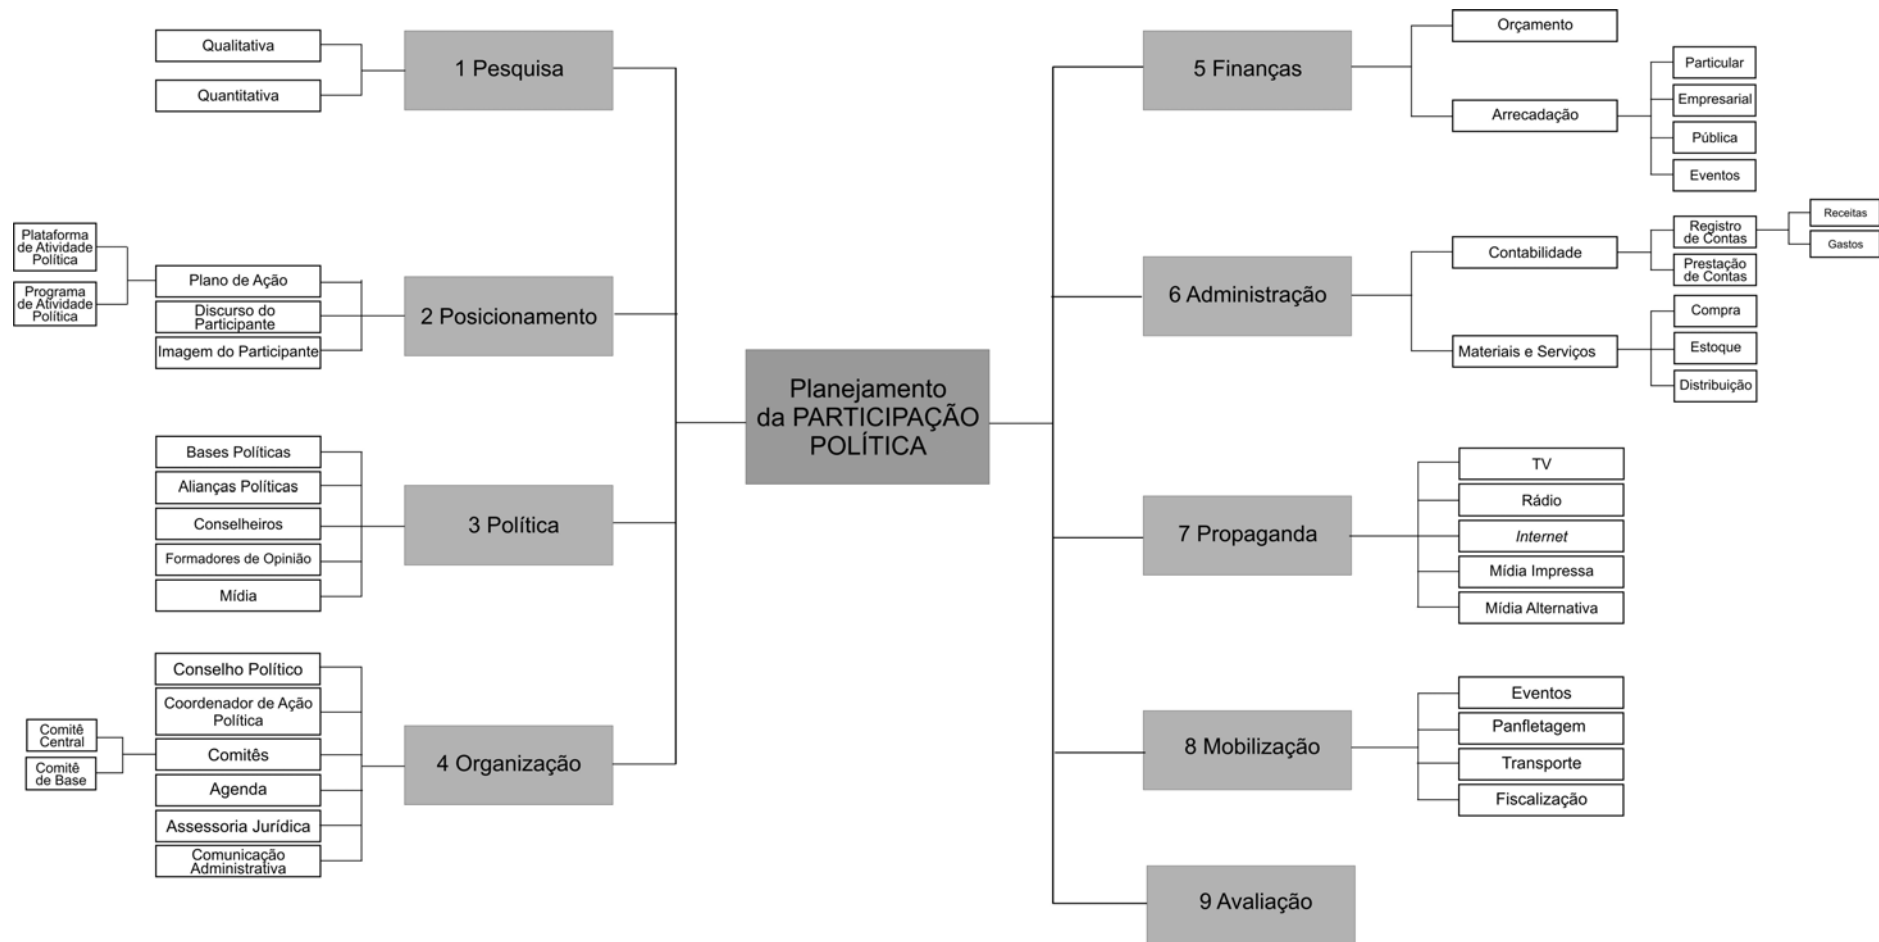 Planejamento
da PARTICIPAÇÃO
POLÍTICA
1 Pesquisa
Qualitativa
Quantitativa
2 Posicionamento
Plano de Ação
Plataforma
de Atividade
Política
Programa
de Atividade
Política
Discurso do
Participante
Imagem do Participante
3 Política
Bases Políticas
Alianças Políticas
Conselheiros
Formadores de Opinião
Mídia
4 Organização
Conselho Político
Coordenador de Ação
Política
Comitês
Comitê
Central
Comitê
de Base
Agenda
Assessoria Jurídica
Comunicação
Administrativa
5 Finanças
Orçamento
Arrecadação
Particular
Empresarial
Pública
Eventos
6 Administração
Contabilidade
Registro
de Contas
Receitas
Gastos
Prestação
de Contas
Materiais e Serviços
Compra
Estoque
Distribuição
7 Propaganda
TV
Rádio
Internet
Mídia Impressa
Mídia Alternativa
8 Mobilização
Eventos
Panfletagem
Transporte
Fiscalização
9 Avaliação